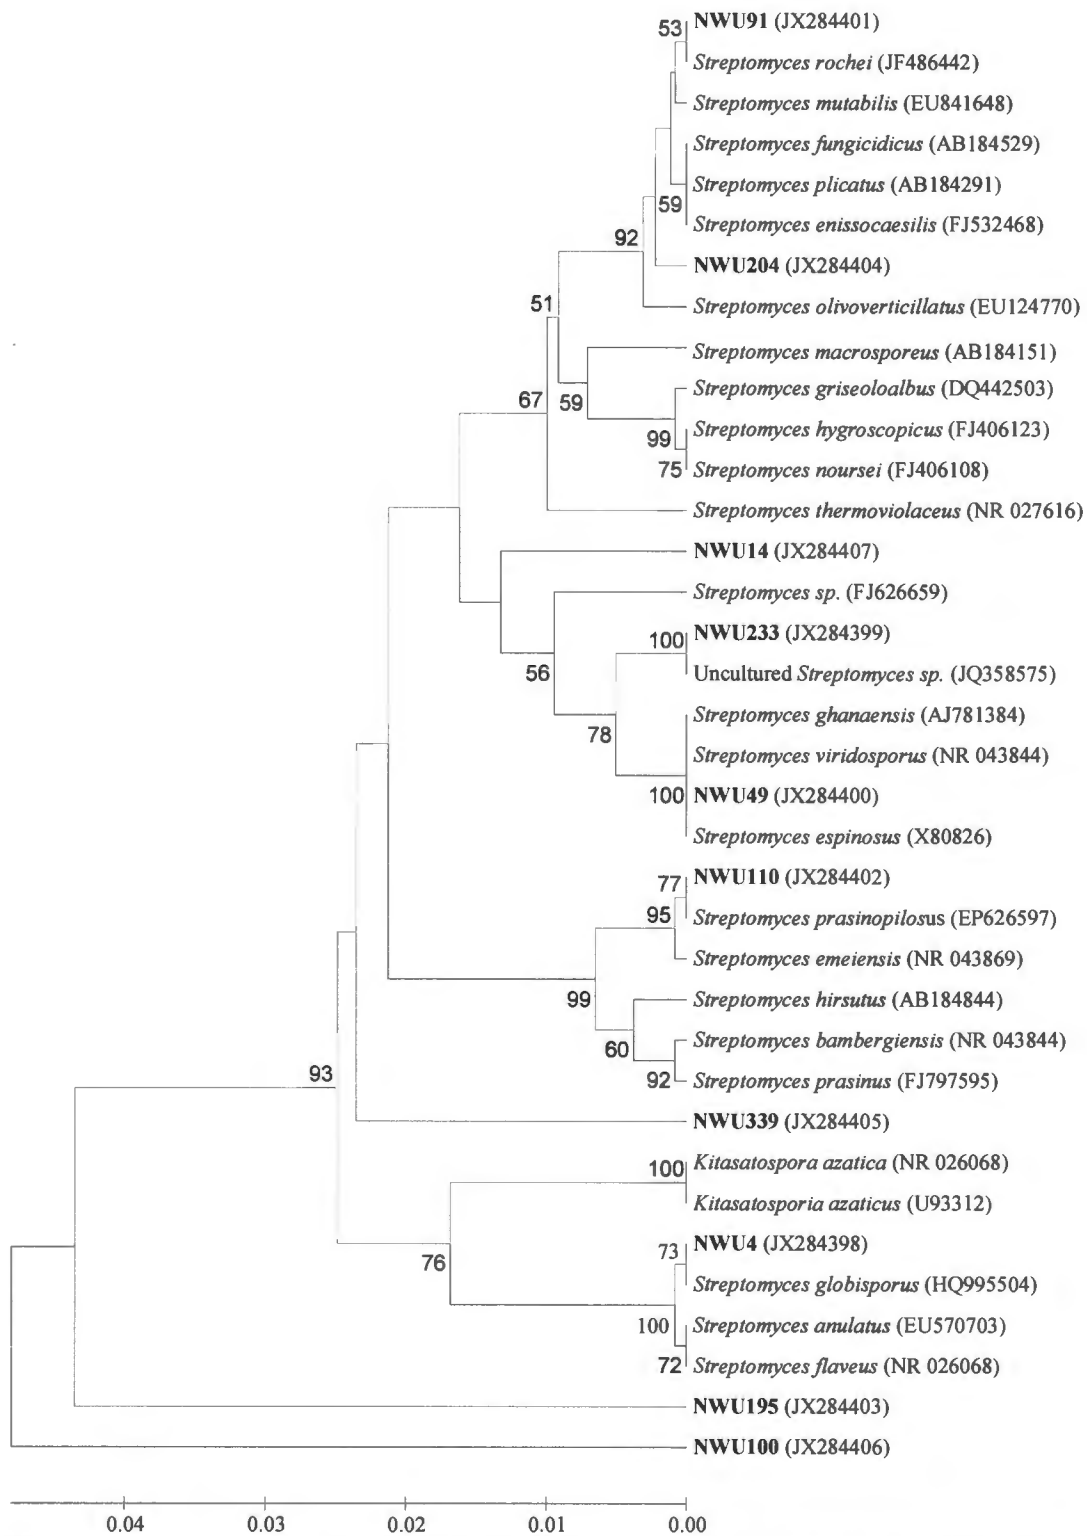 53 NWU91 (JX284401)
Streptomyces rochei (JF486442)
Streptomyces mutabilis (EU841648)
Streptomyces fungicidicus (AB184529)
Streptomyces plicatus (AB184291)
59
Streptomyces enissocaesilis (FJ532468)
92
NWU204 (JX284404)
51
Streptomyces olivoverticillatus (EU124770)
Streptomyces macrosporeus (AB184151)
Streptomyces griseoloalbus (DQ442503)
67
59
Streptomyces hygroscopicus (FJ406123)
99
75 Streptomyces noursei (FJ406108)
Streptomyces thermoviolaceus (NR 027616)
NWU14 (JX284407)
Streptomyces sp. (FJ626659)
100 NWU233 (JX284399)
56
Uncultured Streptomyces sp. (JQ358575)
Streptomyces ghanaensis (AJ781384)
78
Streptomyces viridosporus (NR 043844)
100 NWU49 (JX284400)
Streptomyces espinosus (X80826)
77 NWU110 (JX284402)
95 Streptomyces prasinopilosus (EP626597)
Streptomyces emeiensis (NR 043869)
99
Streptomyces hirsutus (AB184844)
60
Streptomyces bambergiensis (NR 043844)
93
92 Streptomyces prasinus (FJ797595)
NWU339 (JX284405)
100 Kitasatospora azatica (NR 026068)
Kitasatosporia azaticus (U93312)
73 NWU4 (JX284398)
76
Streptomyces globisporus (HQ995504)
100 Streptomyces anulatus (EU570703)
72 Streptomyces flaveus (NR 026068)
NWU195 (JX284403)
NWU100 (JX284406)
0.04 0.03 0.02 0.01 0.00